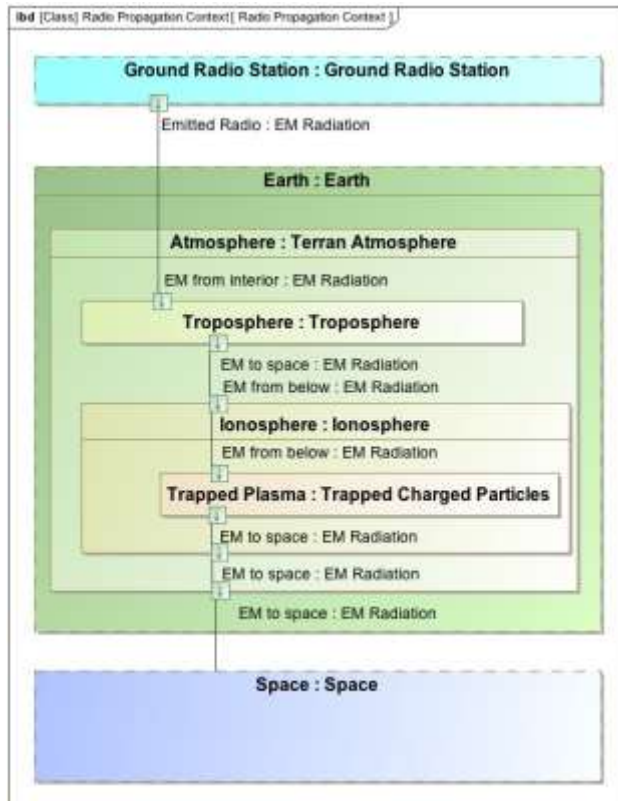 ibd [Class] Radio Propagation Context[ Radio Propagation Context ]
Ground Radio Station : Ground Radio Station
Emitted Radio : EM Radiation
Earth : Earth
Atmosphere : Terran Atmosphere
EM from Interior : EM Radiation
Troposphere : Troposphere
EM to space : EM Radiation
EM from below : EM Radiation
Ionosphere : Ionosphere
EM from below : EM Radiation
Trapped Plasma : Trapped Charged Particles
EM to space : EM Radiation
EM to space : EM Radiation
EM to space : EM Radiation
Space : Space